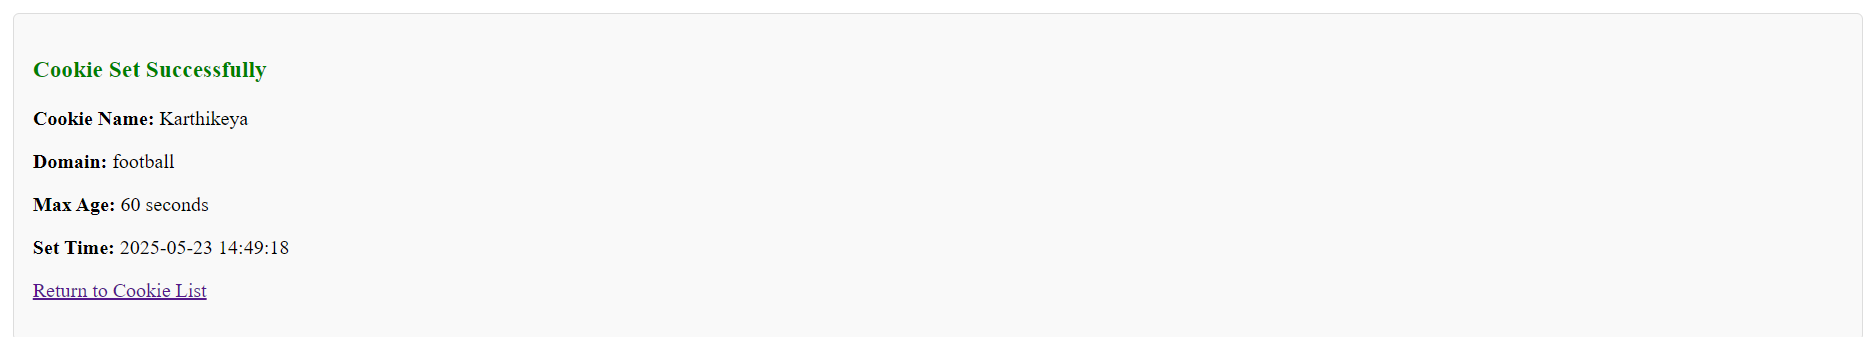 Cookie Set Successfully
Cookie Name: Karthikeya
Domain: football
Max Age: 60 seconds
Set Time: 2025-05-23 14:49:18
Return to Cookie List